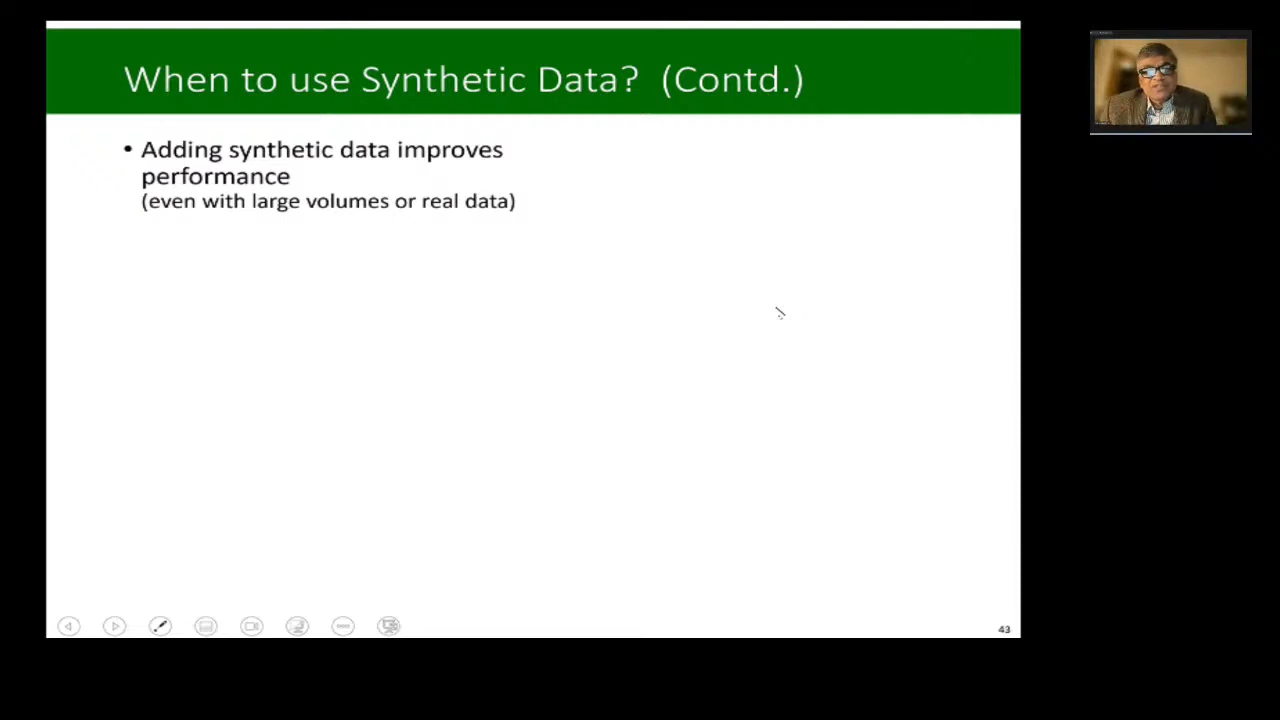 When to use Synthetic Data? (Contd.)
• Adding synthetic data improves
performance
(even with large volumes or real data)
43